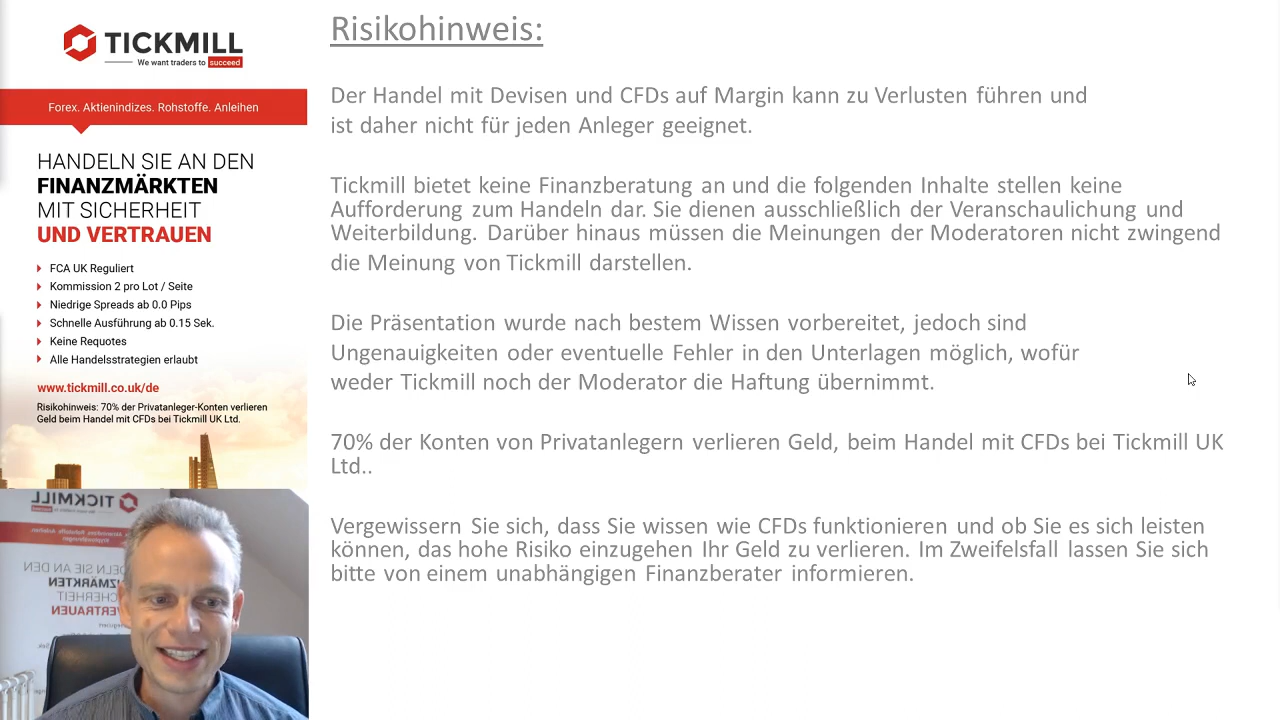 TICKMILL
We want traders to succeed
Forex. Aktienindizes. Rohstoffe. Anleihen
HANDELN SIE AN DEN
FINANZMÄRKTEN
MIT SICHERHEIT
UND VERTRAUEN
FCA UK Reguliert
Kommission 2 pro Lot / Seite
Niedrige Spreads ab 0.0 Pips
Schnelle Ausführung ab 0.15 Sek.
Keine Requotes
Alle Handelsstrategien erlaubt
www.tickmill.co.uk/de
Risikohinweis: 70% der Privatanleger-Konten verlieren
Geld beim Handel mit CFDs bei Tickmill UK Ltd.
TICKMILL
HANDELN SIE AN DEN
FINANZMÄRKTEN
SICHERHEIT
VERTRAUEN
Risikohinweis:
Der Handel mit Devisen und CFDs auf Margin kann zu Verlusten führen und
ist daher nicht für jeden Anleger geeignet.
Tickmill bietet keine Finanzberatung an und die folgenden Inhalte stellen keine
Aufforderung zum Handeln dar. Sie dienen ausschließlich der Veranschaulichung und
Weiterbildung. Darüber hinaus müssen die Meinungen der Moderatoren nicht zwingend
die Meinung von Tickmill darstellen.
Die Präsentation wurde nach bestem Wissen vorbereitet, jedoch sind
Ungenauigkeiten oder eventuelle Fehler in den Unterlagen möglich, wofür
weder Tickmill noch der Moderator die Haftung übernimmt.
70% der Konten von Privatanlegern verlieren Geld, beim Handel mit CFDs bei Tickmill UK
Ltd..
Vergewissern Sie sich, dass Sie wissen wie CFDs funktionieren und ob Sie es sich leisten
können, das hohe Risiko einzugehen Ihr Geld zu verlieren. Im Zweifelsfall lassen Sie sich
bitte von einem unabhängigen Finanzberater informieren.